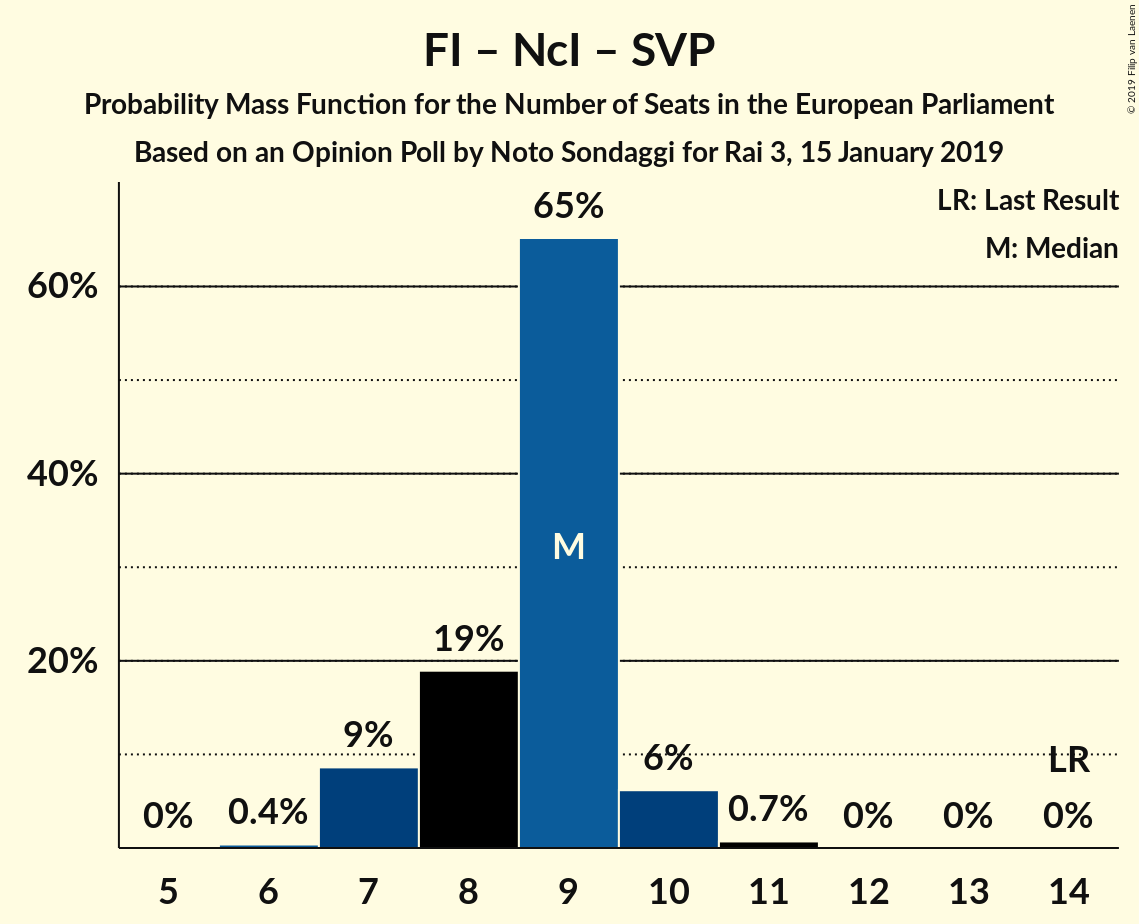 FI – NcI – SVP
Probability Mass Function for the Number of Seats in the European Parliament
Based on an Opinion Poll by Noto Sondaggi for Rai 3, 15 January 2019
© 2019 Filip van Laenen
LR: Last Result
M: Median
65%
60%
40%
M
19%
20%
9%
6%
LR
0%
0.4%
0.7%
0%
0%
0%
5
6
7
8
9
10
11
12
13
14